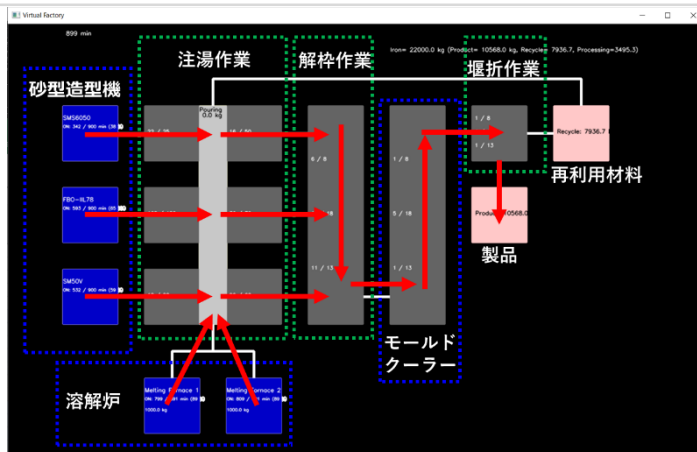 Virtual Factory
899 min
Iron= 22000.0 kg (Product= 10568.0 kg, Recycle= 7936.7, Processing=3495.3)
注湯作業
解枠作業
堰折作業
砂型造型機
Pouring
0.0 kg
SMS6050
ON: 342 / 900 min (38
1 / 8
1 / 13
Recycle: 7936.7
6 / 8
1 / 8
再利用材料
FBO-IIL78
ON: 593 / 900 min (65
18
5 / 18
Product: 10568.0
製品
SM50V
ON: 532 / 900 min (59
11 / 13
1 / 13
モールド
クーラー
溶解炉
Melting Furnace 1
1000.0 kg
Melting Furnace 2
1000.0 kg